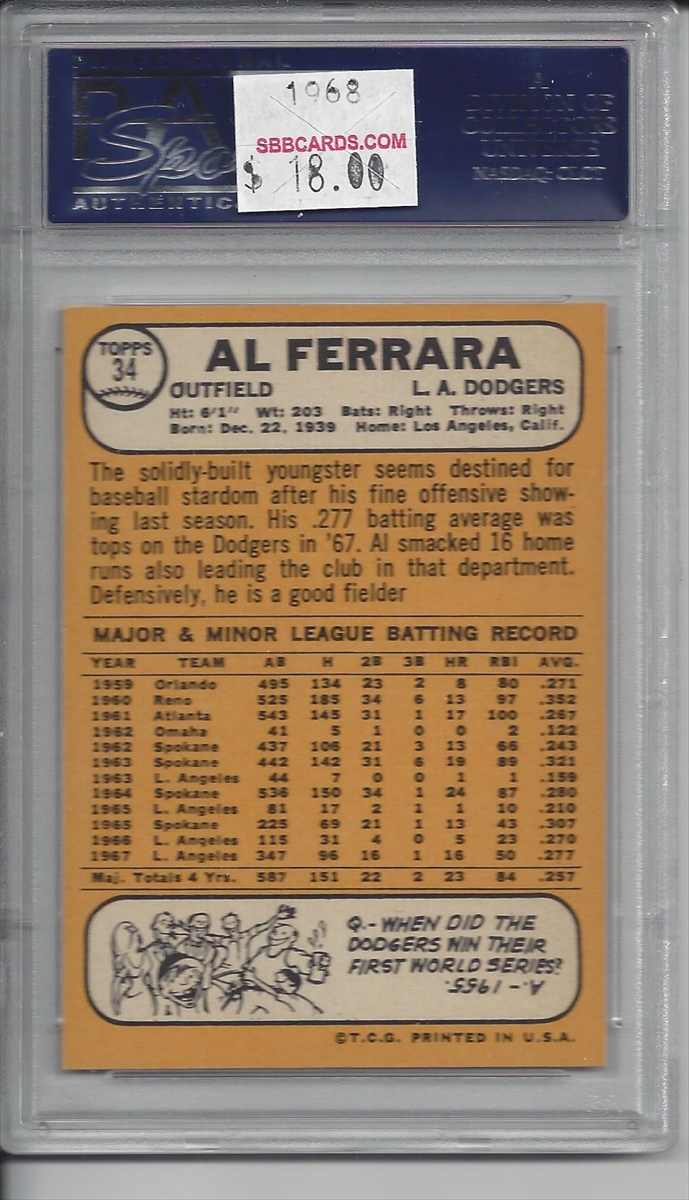 PROFESSIONAL
1968
SBBCARDS.COM
$ 18.00
AUTHENTIC
A
DIVISION OF
COLLECTORS
UNIVERSE
NASDAQ: CLCT
TOPPS
34
AL FERRARA
OUTFIELD L. A. DODGERS
Ht: 6'1" Wt: 203 Bats: Right Throws: Right
Born: Dec. 22, 1939 Home: Los Angeles, Calif.
The solidly-built youngster seems destined for
baseball stardom after his fine offensive show-
ing last season. His .277 batting average was
tops on the Dodgers in '67. Al smacked 16 home
runs also leading the club in that department.
Defensively, he is a good fielder
MAJOR & MINOR LEAGUE BATTING RECORD
YEAR TEAM AB H 2B 3B HR RBI AVG.
1959 Orlando 495 134 23 2 8 80 .271
1960 Reno 525 185 34 6 13 97 .352
1961 Atlanta 543 145 31 1 17 100 .267
1962 Omaha 41 5 1 0 0 2 .122
1962 Spokane 437 106 21 3 13 66 .243
1963 Spokane 442 142 31 6 19 89 .321
1963 L. Angeles 44 7 0 0 1 1 .159
1964 Spokane 536 150 34 1 24 87 .280
1965 L. Angeles 81 17 2 1 1 10 .210
1965 Spokane 225 69 21 1 13 43 .307
1966 L. Angeles 115 31 4 0 5 23 .270
1967 L. Angeles 347 96 16 1 16 50 .277
Maj. Totals 4 Yrs. 587 151 22 2 23 84 .257
Q.- WHEN DID THE
DODGERS WIN THEIR
FIRST WORLD SERIES?
A.- 1955.
©T.C.G. PRINTED IN U.S.A.